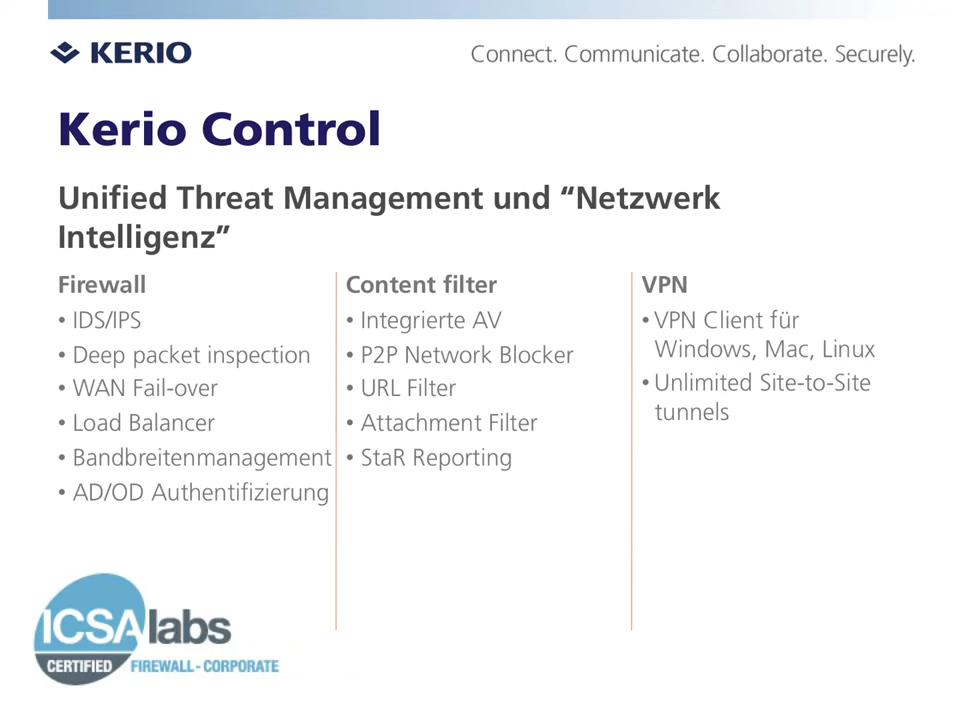 KERIO
Connect. Communicate. Collaborate. Securely.
Kerio Control
Unified Threat Management und “Netzwerk
Intelligenz”
Firewall
• IDS/IPS
• Deep packet inspection
• WAN Fail-over
• Load Balancer
• Bandbreitenmanagement
• AD/OD Authentifizierung
Content filter
• Integrierte AV
• P2P Network Blocker
• URL Filter
• Attachment Filter
• StaR Reporting
VPN
• VPN Client für
Windows, Mac, Linux
• Unlimited Site-to-Site
tunnels
ICSA labs
CERTIFIED FIREWALL-CORPORATE